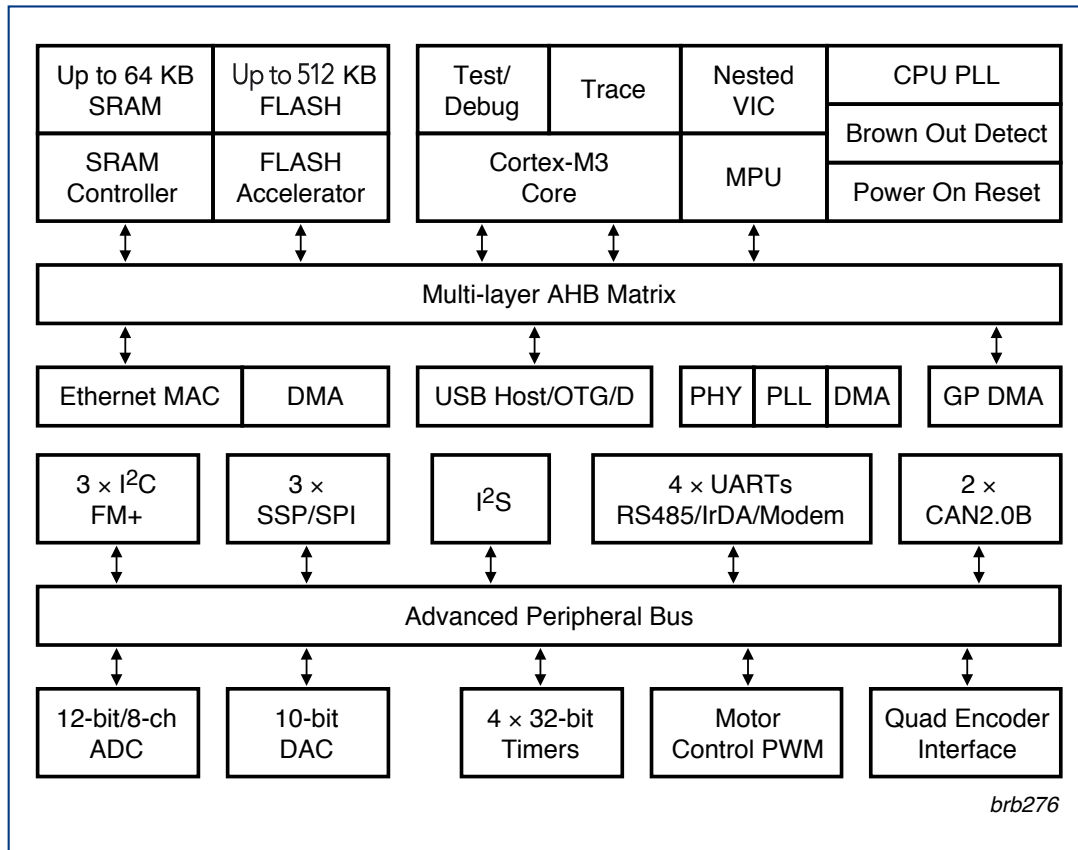 Up to 64 KB
SRAM
Up to 512 KB
FLASH
Test/
Debug
Trace
Nested
VIC
CPU PLL
Brown Out Detect
SRAM
Controller
FLASH
Accelerator
Cortex-M3
Core
MPU
Power On Reset
Multi-layer AHB Matrix
Ethernet MAC
DMA
USB Host/OTG/D
PHY
PLL
DMA
GP DMA
3 × I²C
FM+
3 ×
SSP/SPI
I²S
4 × UARTs
RS485/IrDA/Modem
2 ×
CAN2.0B
Advanced Peripheral Bus
12-bit/8-ch
ADC
10-bit
DAC
4 × 32-bit
Timers
Motor
Control PWM
Quad Encoder
Interface
brb276